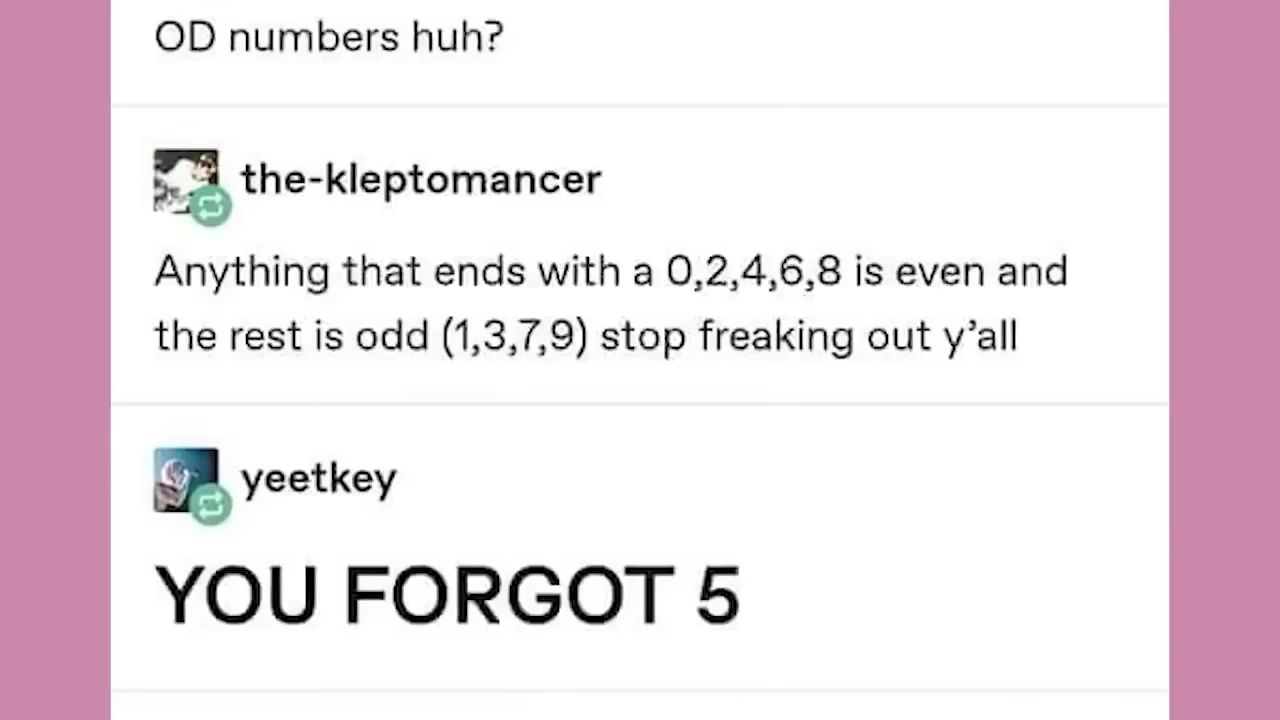 OD numbers huh?
the-kleptomancer
Anything that ends with a 0,2,4,6,8 is even and
the rest is odd (1,3,7,9) stop freaking out y’all
yeetkey
YOU FORGOT 5